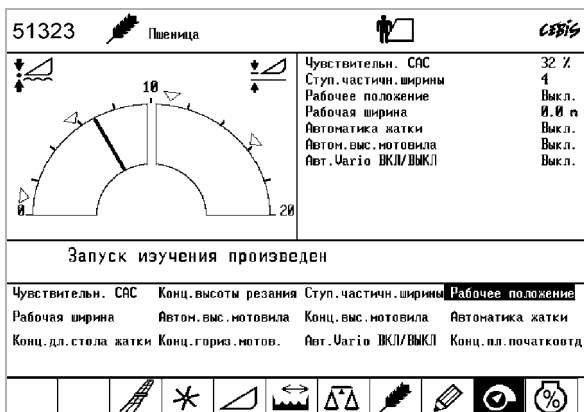 51323 Пшеница CEBIS
Чувствительн. САС 32 %
Ступ.частичн.ширины 4
Рабочее положение Выкл.
Рабочая ширина 0.0 m
Автоматика жатки Выкл.
Автом.выс.мотовила Выкл.
Авт.Vario ВКЛ/ВЫКЛ Выкл.
10
0
20
Запуск изучения произведен
Чувствительн. САС Конц.высоты резания Ступ.частичн.ширины Рабочее положение
Рабочая ширина Автом.выс.мотовила Конц.выс.мотовила Автоматика жатки
Конц.дл.стола жатки Конц.гориз.мотов. Авт.Vario ВКЛ/ВЫКЛ Конц.пл.початкоотд
%